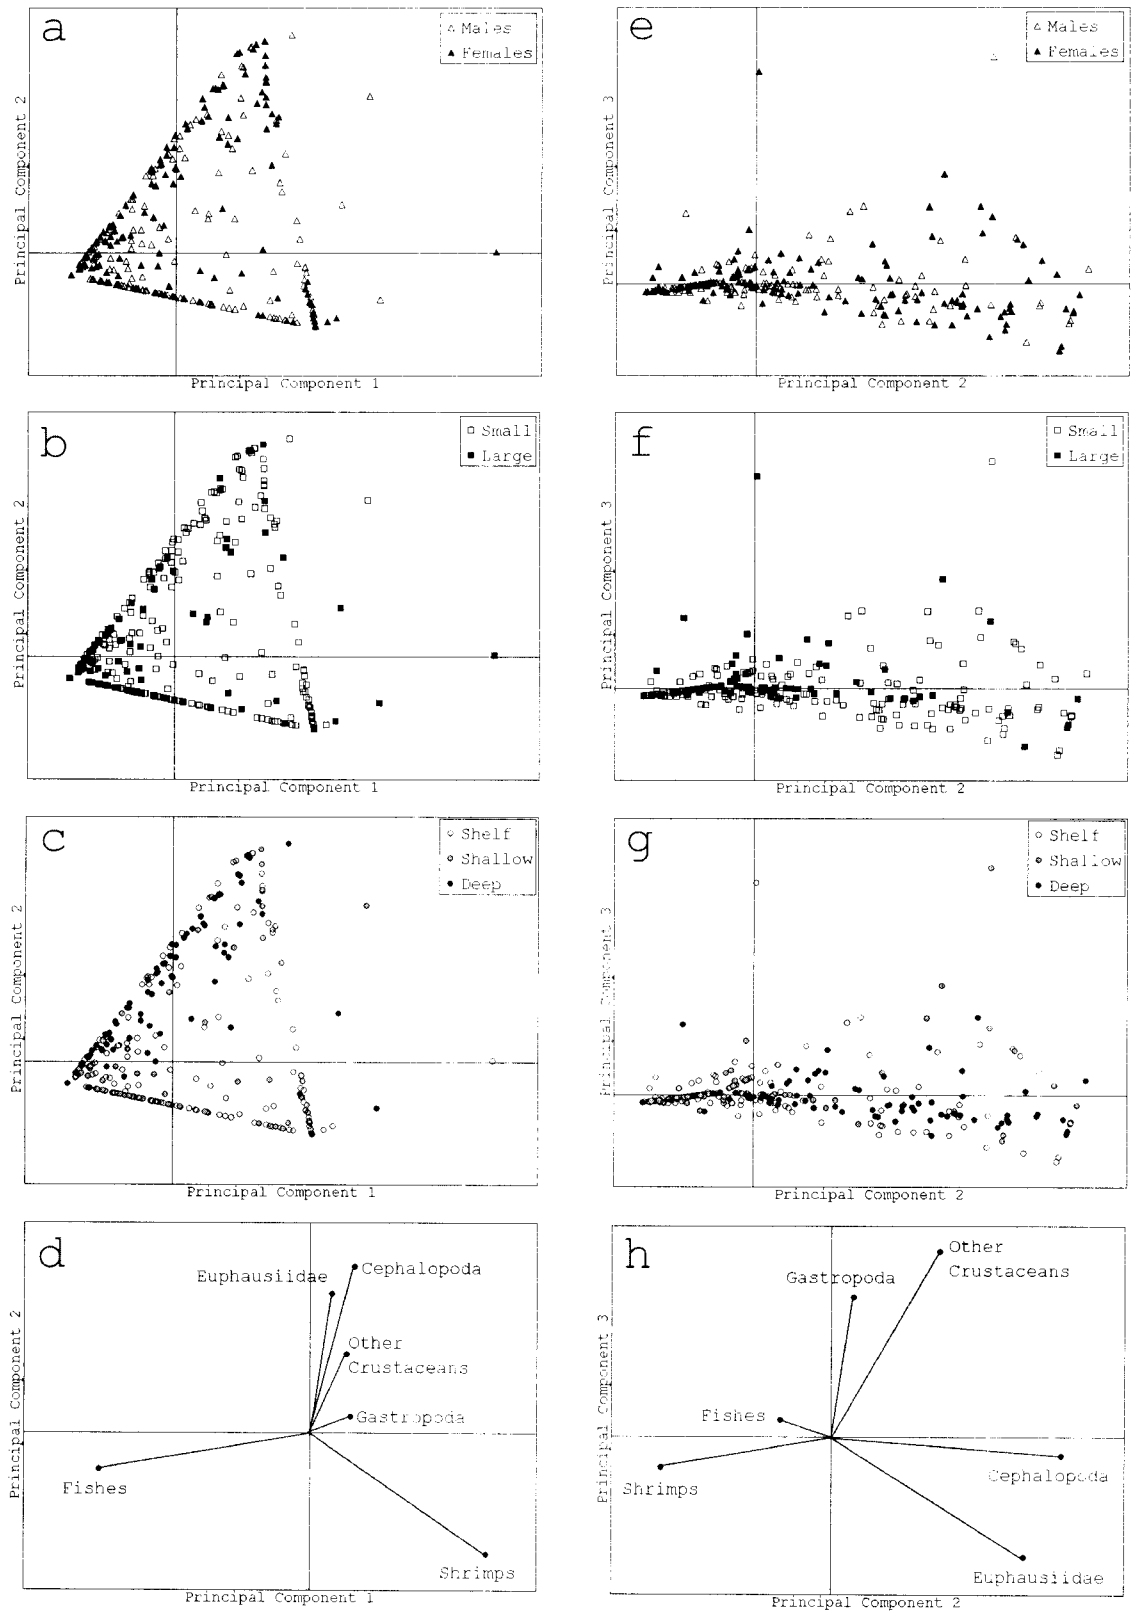 a
△ Males
▲ Females
Principal Component 2
Principal Component 1
e
△ Males
▲ Females
Principal Component 3
Principal Component 2
b
□ Small
■ Large
Principal Component 2
Principal Component 1
f
□ Small
■ Large
Principal Component 3
Principal Component 2
c
Shelf
Shallow
Deep
Principal Component 2
Principal Component 1
g
Shelf
Shallow
Deep
Principal Component 3
Principal Component 2
d
Euphausiidae
Cephalopoda
Other
Crustaceans
Gastropoda
Fishes
Shrimps
Principal Component 2
Principal Component 1
h
Other
Crustaceans
Gastropoda
Fishes
Shrimps
Cephalopoda
Euphausiidae
Principal Component 3
Principal Component 2